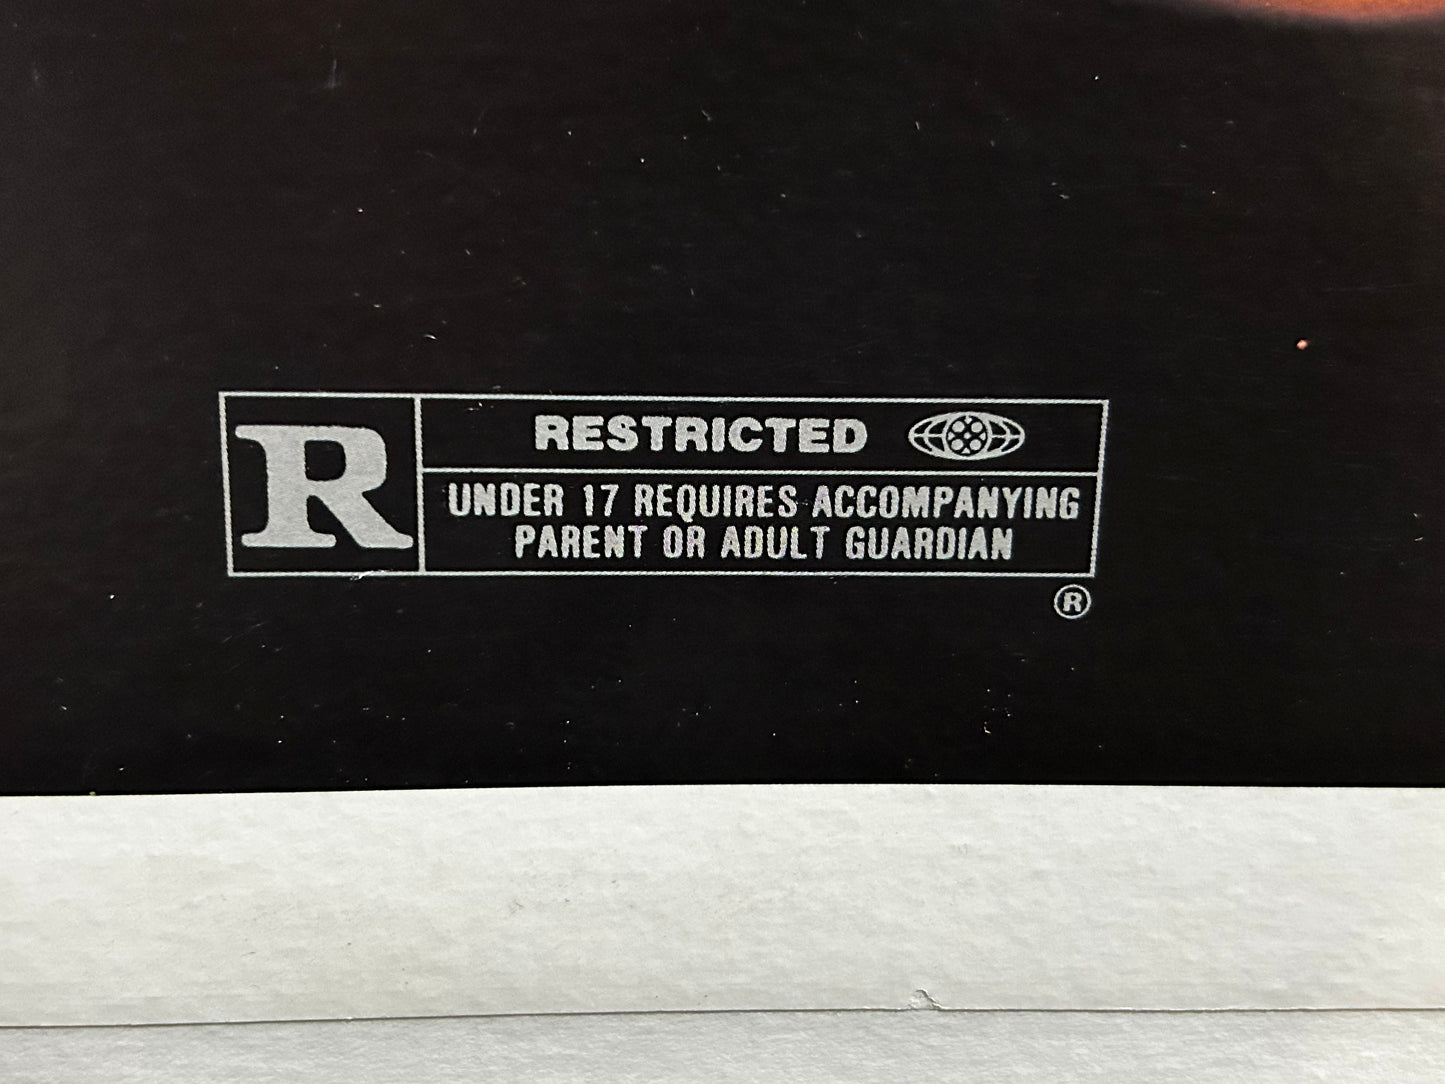 R
RESTRICTED
UNDER 17 REQUIRES ACCOMPANYING
PARENT OR ADULT GUARDIAN
®